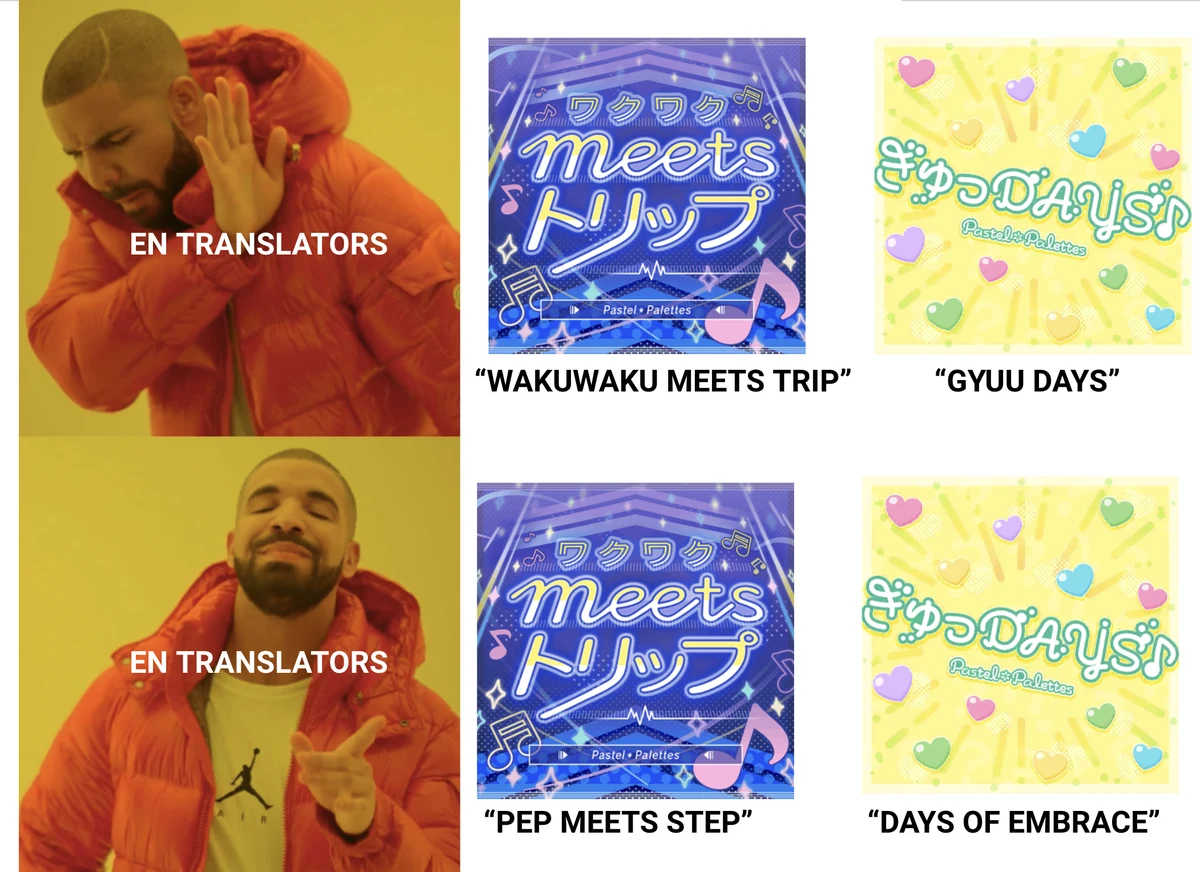 EN TRANSLATORS
ワクワク
meets
トリップ
Pastel*Palettes
"WAKUWAKU MEETS TRIP"
ぎゅっDAYS♪
Pastel*Palettes
"GYUU DAYS"
EN TRANSLATORS
AIR
ワクワク
meets
トリップ
Pastel*Palettes
"PEP MEETS STEP"
ぎゅっDAYS♪
Pastel*Palettes
"DAYS OF EMBRACE"